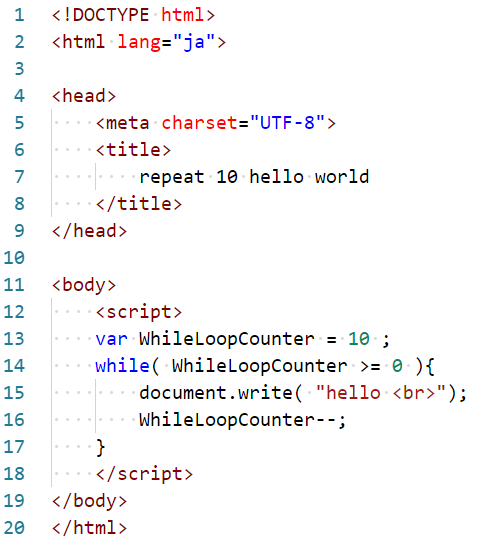 1 <!DOCTYPE html>
2 <html lang="ja">
3
4 <head>
5     <meta charset="UTF-8">
6     <title>
7         repeat 10 hello world
8     </title>
9 </head>
10
11 <body>
12     <script>
13     var WhileLoopCounter = 10 ;
14     while( WhileLoopCounter >= 0 ){
15         document.write( "hello <br>");
16         WhileLoopCounter--;
17     }
18     </script>
19 </body>
20 </html>